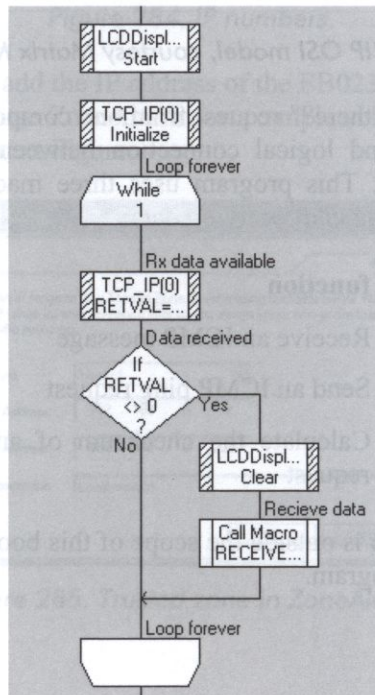 LCDDispl...
Start
TCP_IP(0)
Initialize
Loop forever
While
1
Rx data available
TCP_IP(0)
RETVAL=...
Data received
If
RETVAL
<> 0
?
Yes
No
LCDDispl...
Clear
Recieve data
Call Macro
RECEIVE...
Loop forever